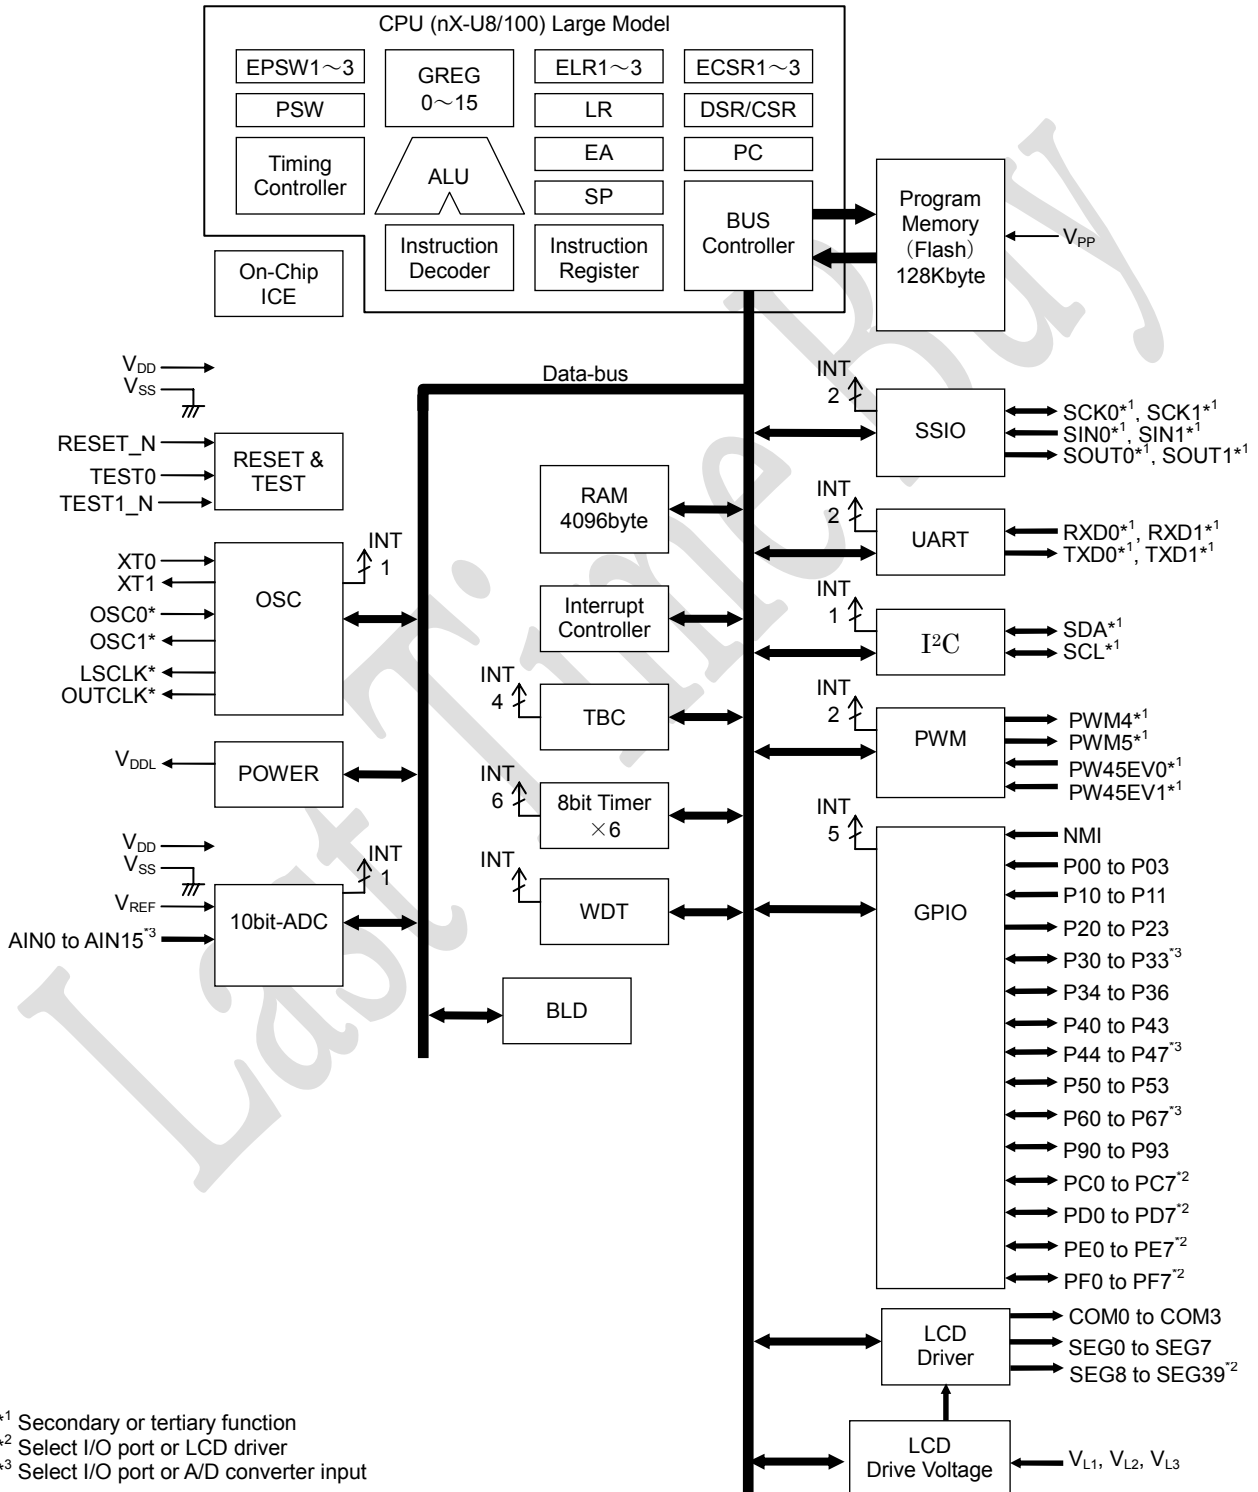 CPU (nX-U8/100) Large Model
EPSW1～3
GREG
0～15
ELR1～3
ECSR1～3
PSW
LR
DSR/CSR
Timing
Controller
ALU
EA
PC
SP
BUS
Controller
Program
Memory
(Flash)
128Kbyte
VPP
Instruction
Decoder
Instruction
Register
On-Chip
ICE
VDD
VSS
Data-bus
RESET_N
TEST0
TEST1_N
RESET &
TEST
INT
2
SSIO
SCK0*1, SCK1*1
SIN0*1, SIN1*1
SOUT0*1, SOUT1*1
RAM
4096byte
INT
2
UART
RXD0*1, RXD1*1
TXD0*1, TXD1*1
XT0
XT1
OSC0*
OSC1*
LSCLK*
OUTCLK*
OSC
INT
1
Interrupt
Controller
INT
1
I²C
SDA*1
SCL*1
INT
4
TBC
INT
2
PWM
PWM4*1
PWM5*1
PW45EV0*1
PW45EV1*1
VDDL
POWER
INT
6
8bit Timer
×6
VDD
VSS
VREF
AIN0 to AIN15*3
INT
1
10bit-ADC
INT
WDT
BLD
INT
5
GPIO
NMI
P00 to P03
P10 to P11
P20 to P23
P30 to P33*3
P34 to P36
P40 to P43
P44 to P47*3
P50 to P53
P60 to P67*3
P90 to P93
PC0 to PC7*2
PD0 to PD7*2
PE0 to PE7*2
PF0 to PF7*2
LCD
Driver
COM0 to COM3
SEG0 to SEG7
SEG8 to SEG39*2
LCD
Drive Voltage
VL1, VL2, VL3
*1 Secondary or tertiary function
*2 Select I/O port or LCD driver
*3 Select I/O port or A/D converter input
Last Time Buy